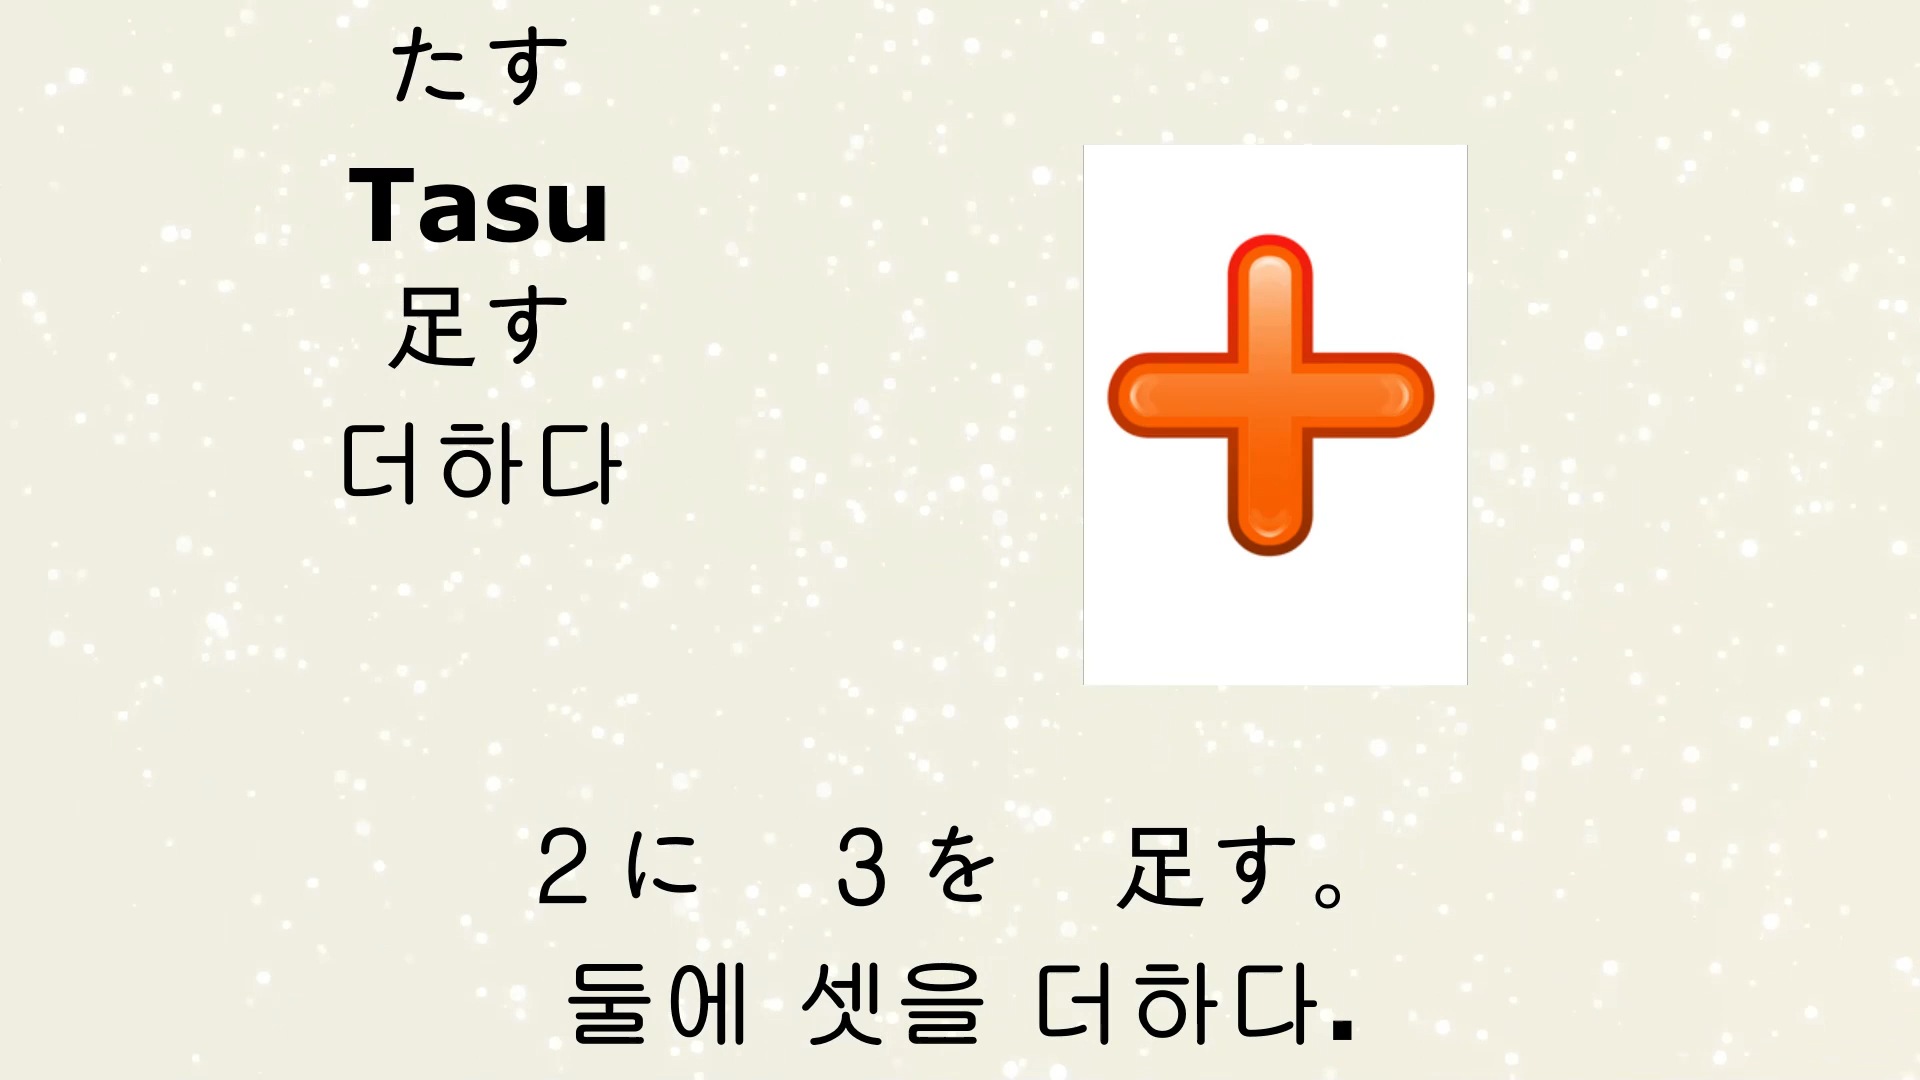 たす
Tasu
足す
더하다
2に　3を　足す。
둘에 셋을 더하다.